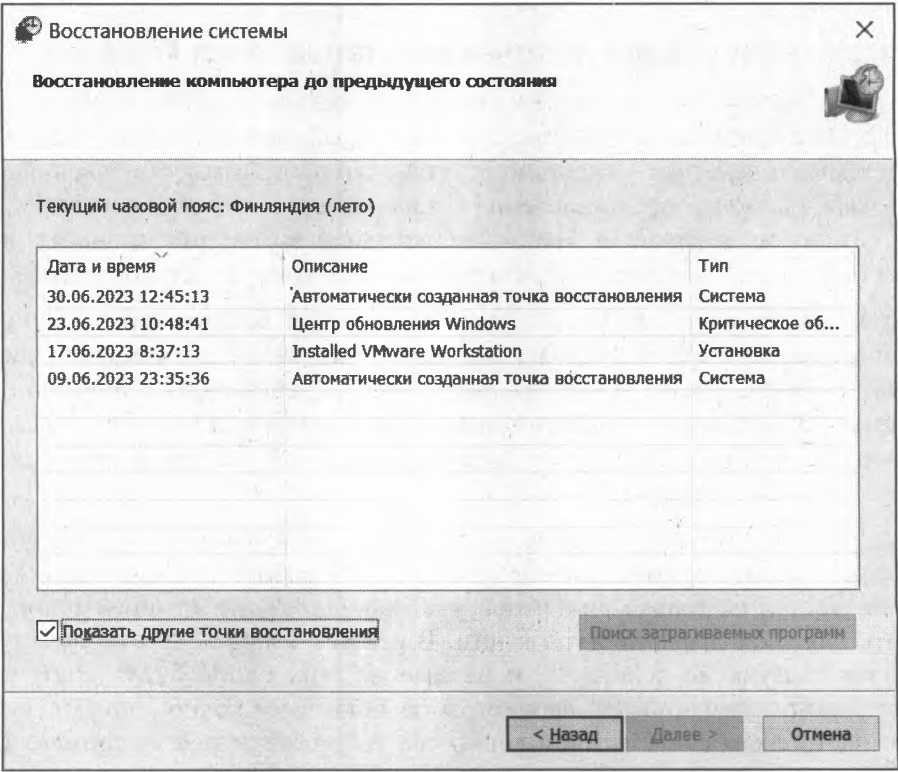 Восстановление системы
Восстановление компьютера до предыдущего состояния
Текущий часовой пояс: Финляндия (лето)
Дата и время Описание Тип
30.06.2023 12:45:13 Автоматически созданная точка восстановления Система
23.06.2023 10:48:41 Центр обновления Windows Критическое об...
17.06.2023 8:37:13 Installed VMware Workstation Установка
09.06.2023 23:35:36 Автоматически созданная точка восстановления Система
Показать другие точки восстановления Поиск затрагиваемых программ
< Назад Далее > Отмена